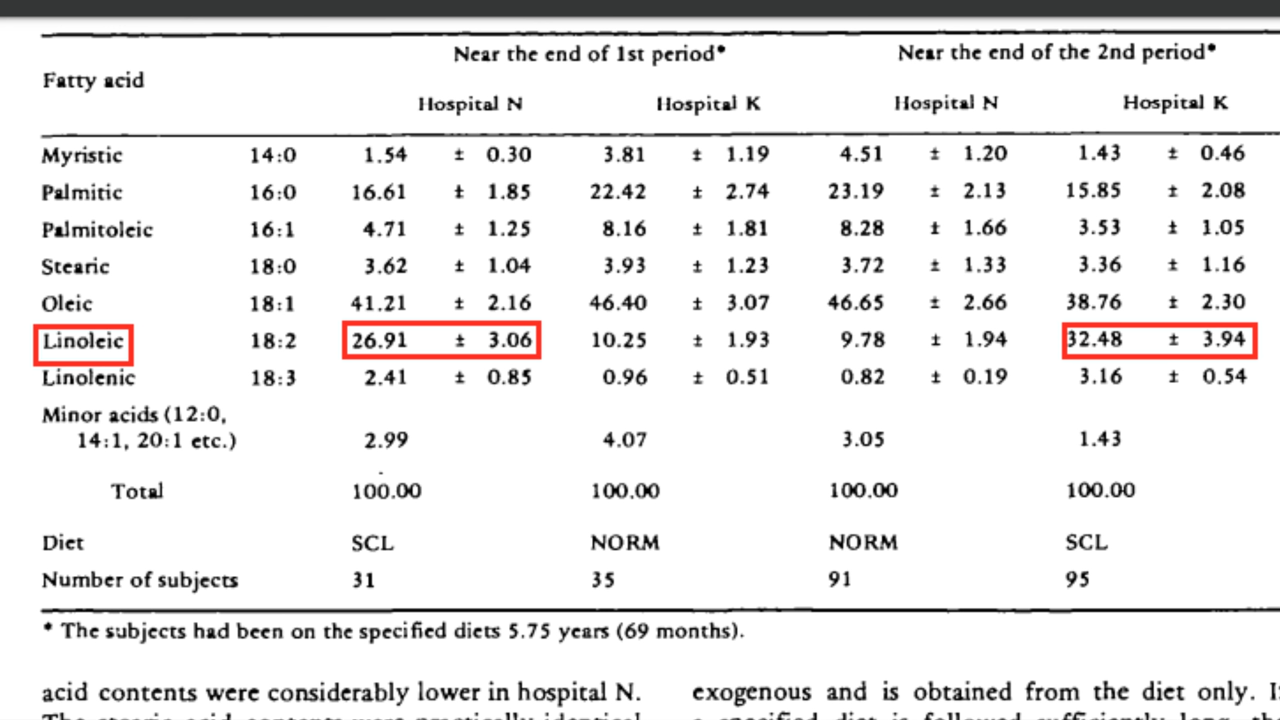 Near the end of 1st period* Near the end of the 2nd period*
Fatty acid
Hospital N Hospital K Hospital N Hospital K
Myristic 14:0 1.54 ± 0.30 3.81 ± 1.19 4.51 ± 1.20 1.43 ± 0.46
Palmitic 16:0 16.61 ± 1.85 22.42 ± 2.74 23.19 ± 2.13 15.85 ± 2.08
Palmitoleic 16:1 4.71 ± 1.25 8.16 ± 1.81 8.28 ± 1.66 3.53 ± 1.05
Stearic 18:0 3.62 ± 1.04 3.93 ± 1.23 3.72 ± 1.33 3.36 ± 1.16
Oleic 18:1 41.21 ± 2.16 46.40 ± 3.07 46.65 ± 2.66 38.76 ± 2.30
Linoleic 18:2 26.91 ± 3.06 10.25 ± 1.93 9.78 ± 1.94 32.48 ± 3.94
Linolenic 18:3 2.41 ± 0.85 0.96 ± 0.51 0.82 ± 0.19 3.16 ± 0.54
Minor acids (12:0,
14:1, 20:1 etc.) 2.99 4.07 3.05 1.43
Total 100.00 100.00 100.00 100.00
Diet SCL NORM NORM SCL
Number of subjects 31 35 91 95
* The subjects had been on the specified diets 5.75 years (69 months).
acid contents were considerably lower in hospital N.
exogenous and is obtained from the diet only.